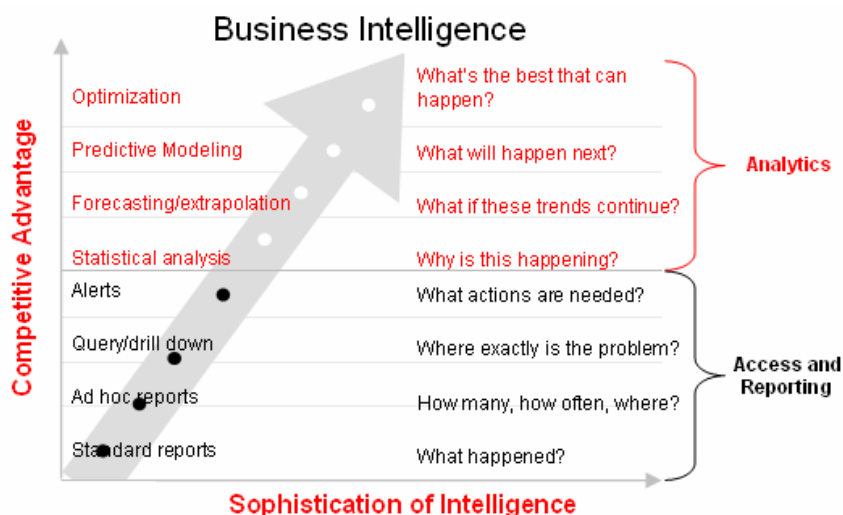 Business Intelligence
Competitive Advantage
Optimization
What's the best that can
happen?
Predictive Modeling
What will happen next?
Forecasting/extrapolation
What if these trends continue?
Statistical analysis
Why is this happening?
Analytics
Alerts
What actions are needed?
Query/drill down
Where exactly is the problem?
Ad hoc reports
How many, how often, where?
Standard reports
What happened?
Access and
Reporting
Sophistication of Intelligence